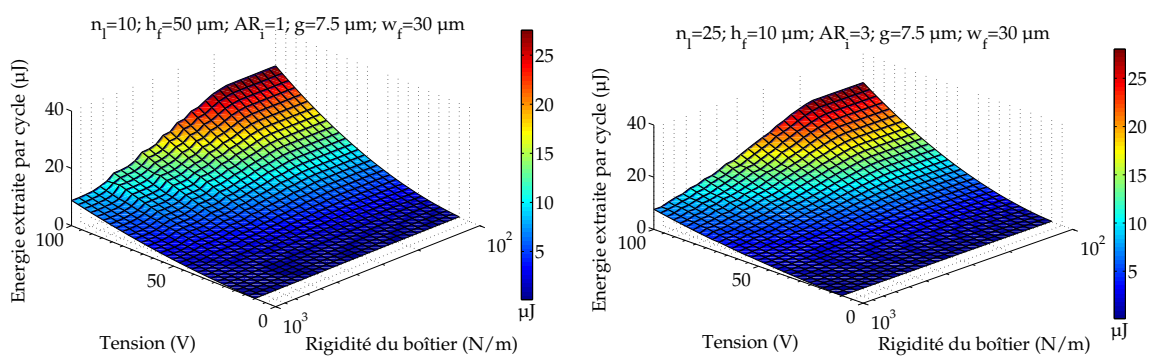 n_l=10; h_f=50 µm; AR_i=1; g=7.5 µm; w_f=30 µm
Energie extraite par cycle (µJ)
40
20
0
100
50
0
10^3
10^2
Tension (V)
Rigidité du boîtier (N/m)
25
20
15
10
5
µJ
n_l=25; h_f=10 µm; AR_i=3; g=7.5 µm; w_f=30 µm
Energie extraite par cycle (µJ)
40
20
0
100
50
0
10^3
10^2
Tension (V)
Rigidité du boîtier (N/m)
25
20
15
10
5
µJ